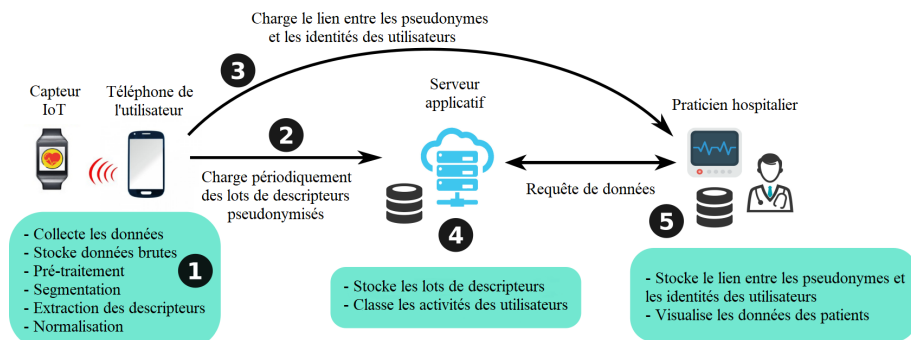 Charge le lien entre les pseudonymes
et les identités des utilisateurs
3
Capteur
IoT
Téléphone de
l'utilisateur
Serveur
applicatif
Praticien hospitalier
2
Charge périodiquement
des lots de descripteurs
pseudonymisés
Requête de données
1
- Collecte les données
- Stocke données brutes
- Pré-traitement
- Segmentation
- Extraction des descripteurs
- Normalisation
4
- Stocke les lots de descripteurs
- Classe les activités des utilisateurs
5
- Stocke le lien entre les pseudonymes et
les identités des utilisateurs
- Visualise les données des patients